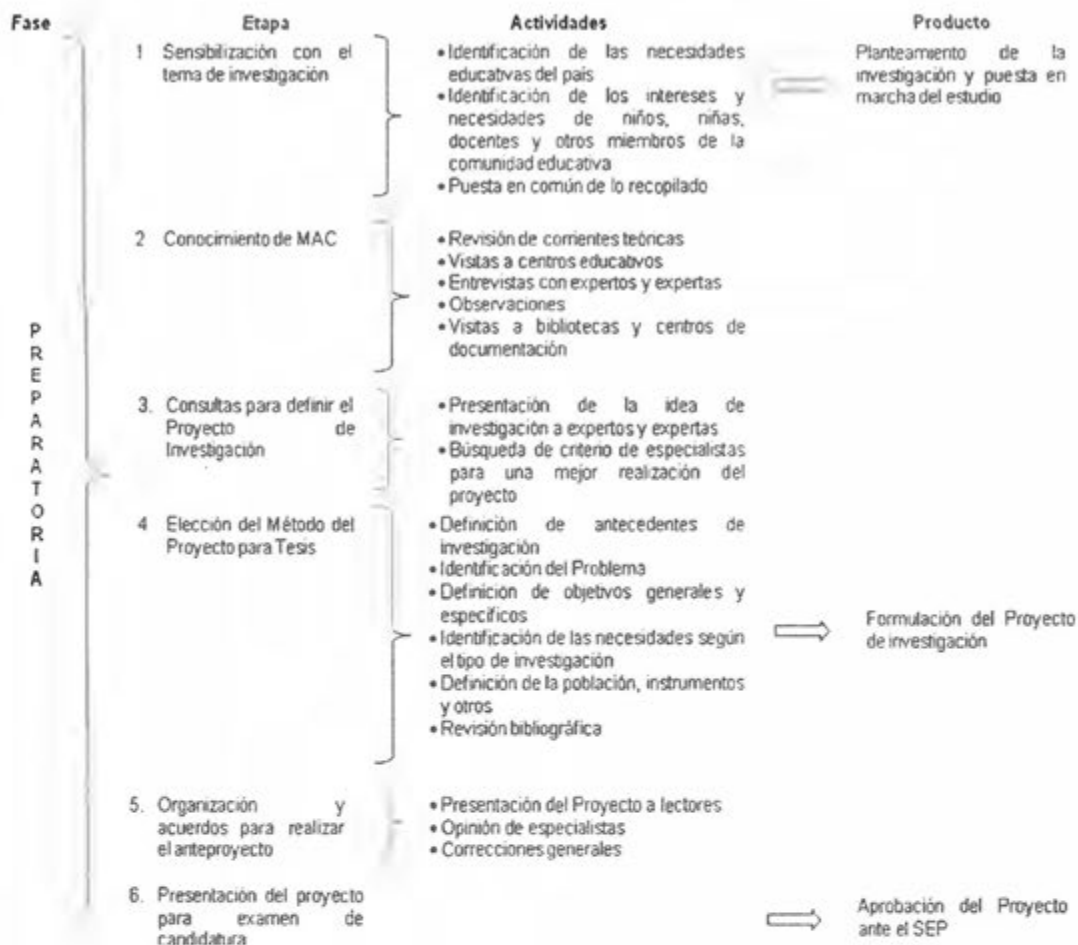 Fase Etapa Actividades Producto
1 Sensibilización con el
tema de investigación
• Identificación de las necesidades
educativas del país
• Identificación de los intereses y
necesidades de niños, niñas,
docentes y otros miembros de la
comunidad educativa
• Puesta en común de lo recopilado
Planteamiento de la
investigación y puesta en
marcha del estudio
2 Conocimiento de MAC
• Revisión de corrientes teóricas
• Visitas a centros educativos
• Entrevistas con expertos y expertas
• Observaciones
• Visitas a bibliotecas y centros de
documentación
P
R
E
P
A
R
A
T
O
R
I
A
3. Consultas para definir el
Proyecto de
Investigación
• Presentación de la idea de
investigación a expertos y expertas
• Búsqueda de criterio de especialistas
para una mejor realización del
proyecto
4 Elección del Método del
Proyecto para Tesis
• Definición de antecedentes de
investigación
• Identificación del Problema
• Definición de objetivos generales y
específicos
• Identificación de las necesidades según
el tipo de investigación
• Definición de la población, instrumentos
y otros
• Revisión bibliográfica
Formulación del Proyecto
de investigación
5. Organización y
acuerdos para realizar
el anteproyecto
• Presentación del Proyecto a lectores
• Opinión de especialistas
• Correcciones generales
6. Presentación del proyecto
para examen de
candidatura
Aprobación del Proyecto
ante el SEP